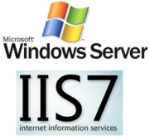 Microsoft
Windows Server
IIS7
internet information services